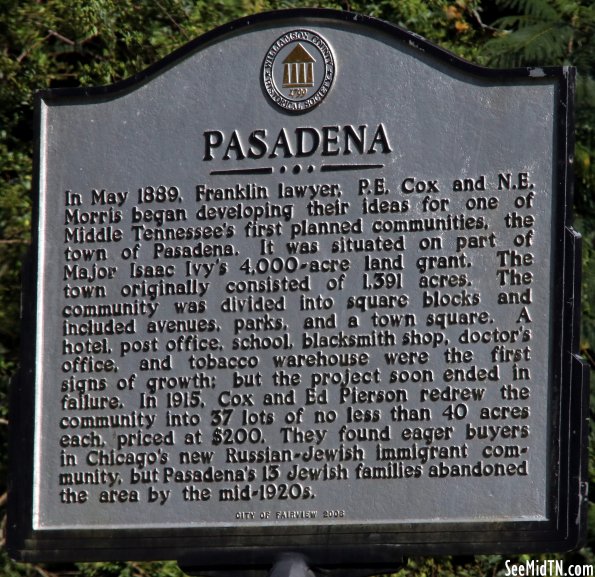 WILLIAMSON COUNTY
HISTORICAL SOCIETY
PASADENA
In May 1889, Franklin lawyer, P.E. Cox and N.E.
Morris began developing their ideas for one of
Middle Tennessee's first planned communities, the
town of Pasadena. It was situated on part of
Major Isaac Ivy's 4,000-acre land grant. The
town originally consisted of 1,391 acres. The
community was divided into square blocks and
included avenues, parks, and a town square. A
hotel, post office, school, blacksmith shop, doctor's
office, and tobacco warehouse were the first
signs of growth; but the project soon ended in
failure. In 1915, Cox and Ed Pierson redrew the
community into 37 lots of no less than 40 acres
each, priced at $200. They found eager buyers
in Chicago's new Russian-Jewish immigrant com-
munity, but Pasadena's 13 Jewish families abandoned
the area by the mid-1920s.
CITY OF FAIRVIEW 2008
SeeMidTN.com